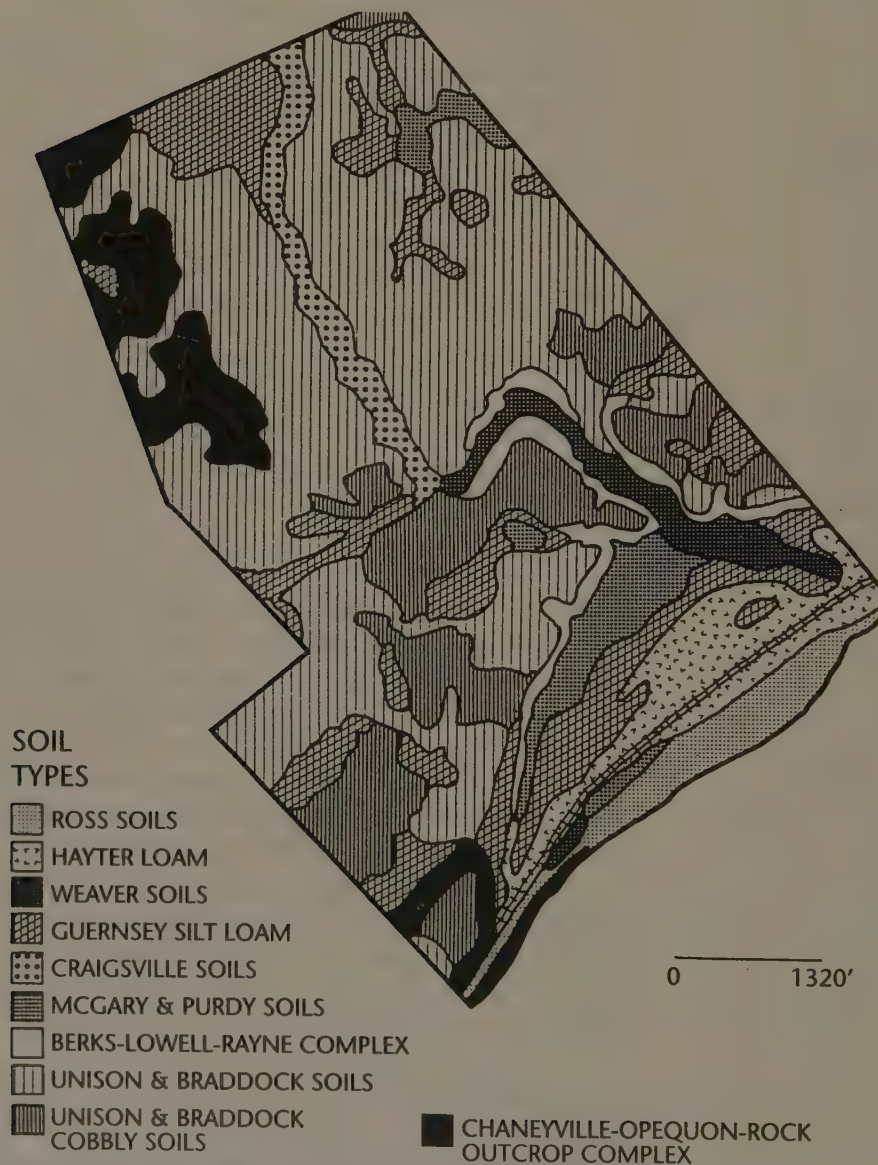 SOIL
TYPES
ROSS SOILS
HAYTER LOAM
WEAVER SOILS
GUERNSEY SILT LOAM
CRAIGSVILLE SOILS
MCGARY & PURDY SOILS
BERKS-LOWELL-RAYNE COMPLEX
UNISON & BRADDOCK SOILS
UNISON & BRADDOCK
COBBLY SOILS
CHANEYVILLE-OPEQUON-ROCK
OUTCROP COMPLEX
0 1320'